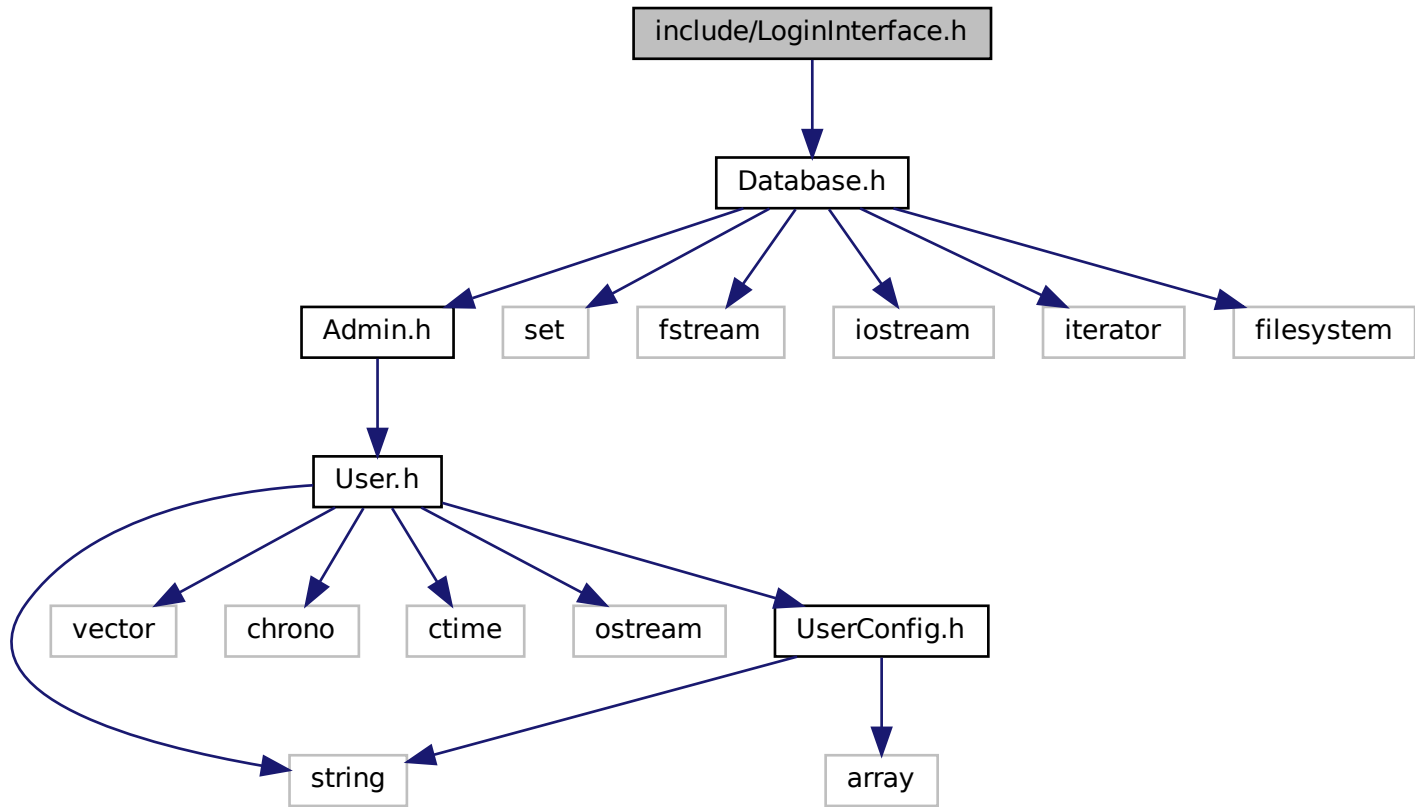 include/LoginInterface.h
Database.h
Admin.h
set
fstream
iostream
iterator
filesystem
User.h
vector
chrono
ctime
ostream
UserConfig.h
string
array